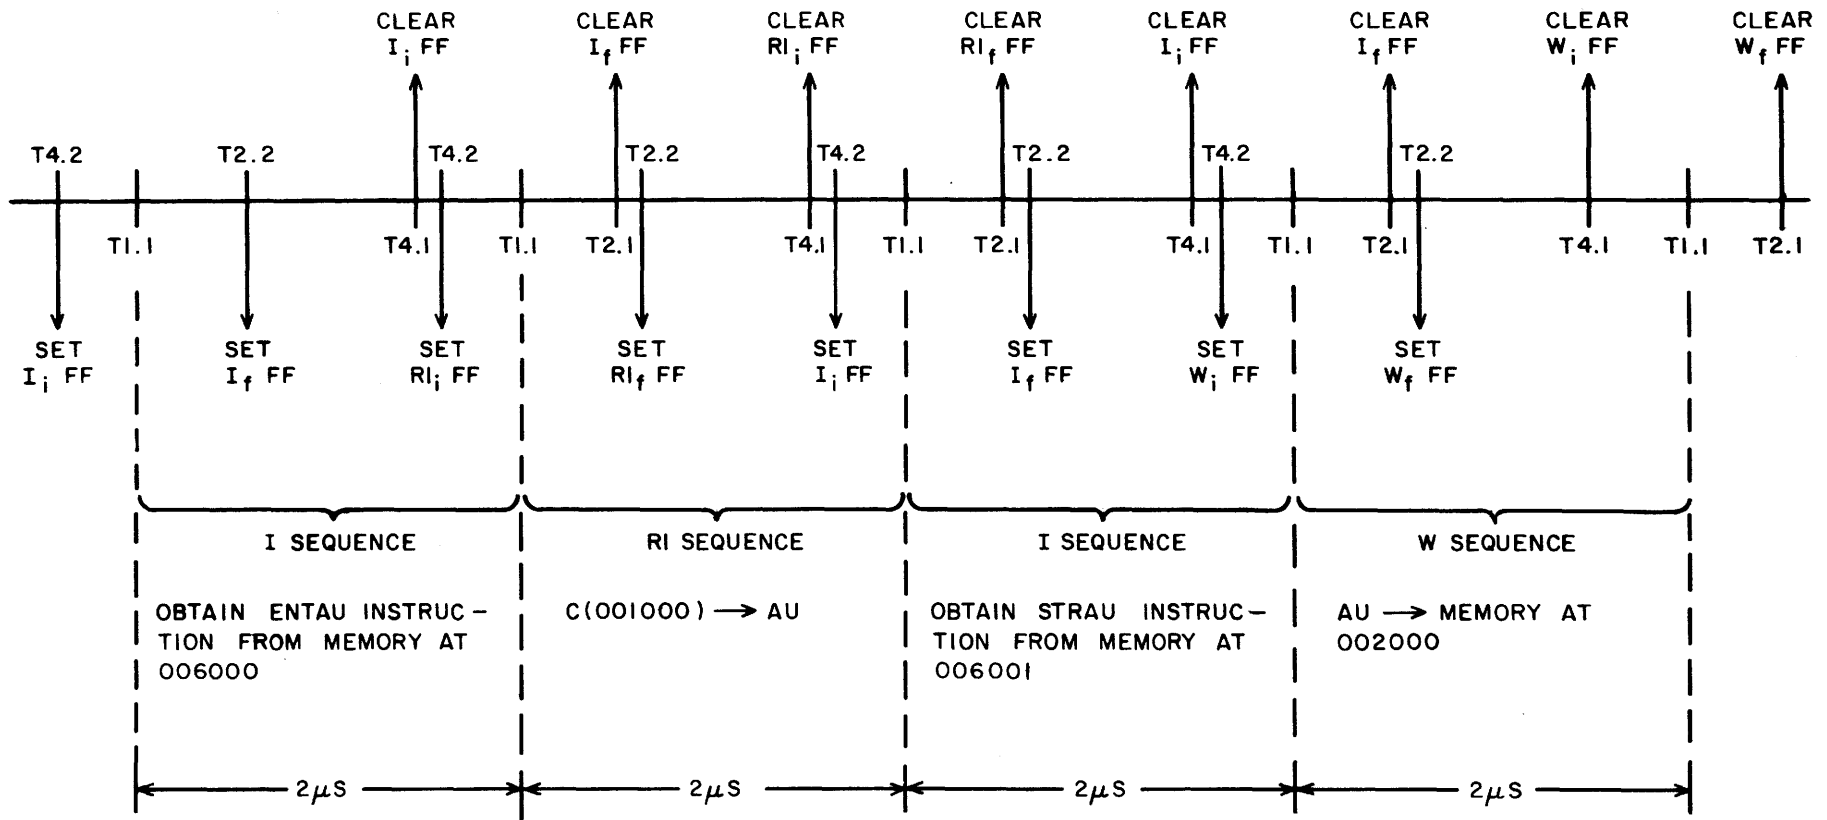 CLEAR CLEAR CLEAR CLEAR CLEAR CLEAR CLEAR CLEAR
Ii FF If FF RIi FF RIf FF Ii FF If FF Wi FF Wf FF
T4.2 T2.2 T4.2 T2.2 T4.2 T2.2 T4.2 T2.2
T1.1 T4.1 T1.1 T2.1 T4.1 T1.1 T2.1 T4.1 T1.1 T2.1 T4.1 T1.1 T2.1
SET SET SET SET SET SET SET SET
Ii FF If FF RIi FF RIf FF Ii FF If FF Wi FF Wf FF
I SEQUENCE RI SEQUENCE I SEQUENCE W SEQUENCE
OBTAIN ENTAU INSTRUC-
TION FROM MEMORY AT
006000
C(001000) → AU
OBTAIN STRAU INSTRUC-
TION FROM MEMORY AT
006001
AU → MEMORY AT
002000
2μS 2μS 2μS 2μS